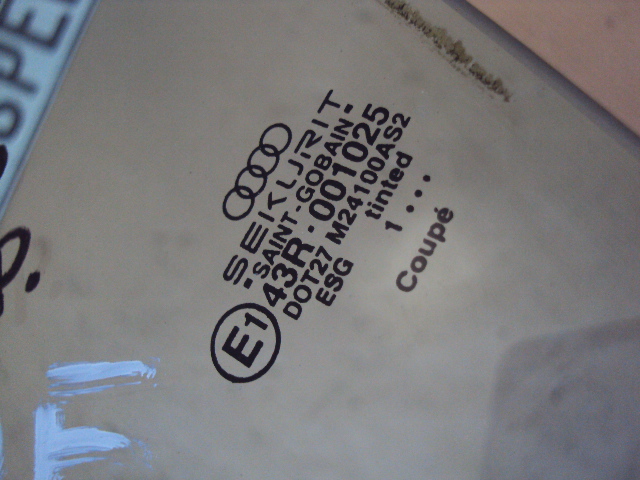 SEKURIT
SAINT-GOBAIN
E1 43R-001025
DOT27 M24100AS2
ESG tinted
1 ...
Coupé